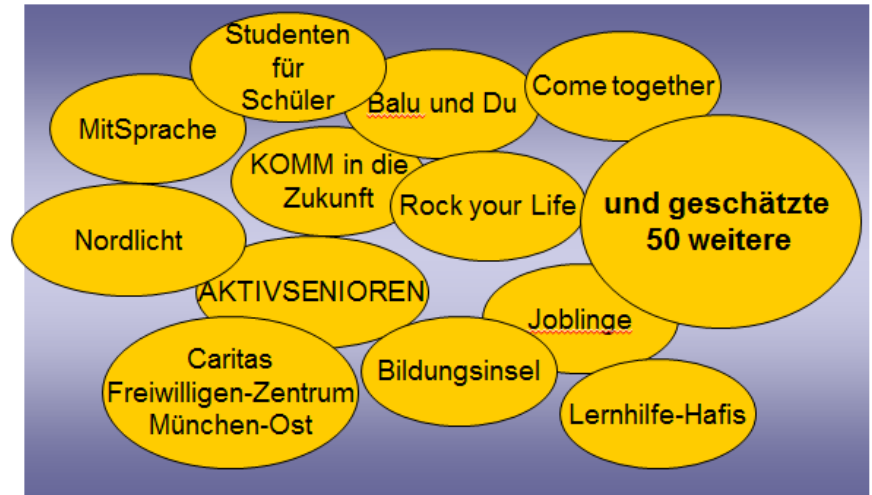 Studenten
für
Schüler
Balu und Du
Come together
MitSprache
KOMM in die
Zukunft
Rock your Life
und geschätzte
50 weitere
Nordlicht
AKTIVSENIOREN
Joblinge
Caritas
Freiwilligen-Zentrum
München-Ost
Bildungsinsel
Lernhilfe-Hafis